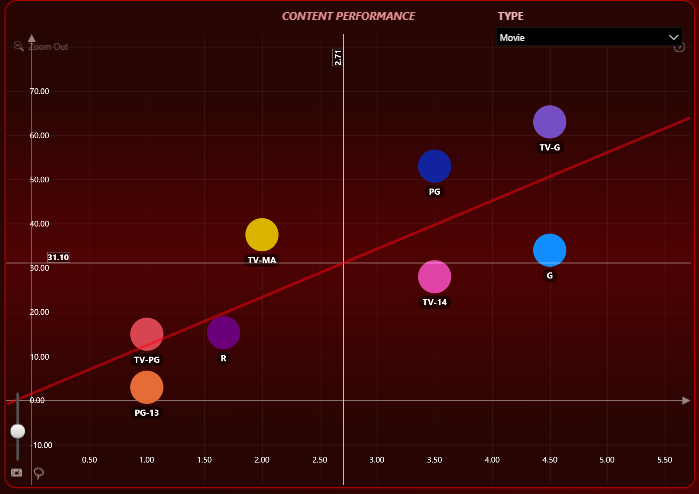 CONTENT PERFORMANCE
TYPE
Movie
Zoom Out
2.71
70.00
60.00
50.00
40.00
30.00
20.00
10.00
0.00
-10.00
31.10
TV-G
PG
TV-MA
G
TV-14
TV-PG
R
PG-13
0.50
1.00
1.50
2.00
2.50
3.00
3.50
4.00
4.50
5.00
5.50